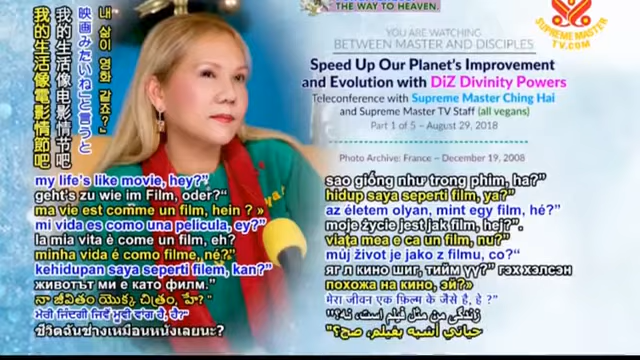 THE WAY TO HEAVEN.
SUPREME MASTER
TV.COM
YOU ARE WATCHING
BETWEEN MASTER AND DISCIPLES
Speed Up Our Planet's Improvement
and Evolution with DiZ Divinity Powers
Teleconference with Supreme Master Ching Hai
and Supreme Master TV Staff (all vegans)
Part 1 of 5 – August 29, 2018
Photo Archive: France – December 19, 2008
我的生活像電影情節吧
我的生活像电影情节吧
映画みたいね」と言うと
내 삶이 영화 같죠?"
my life's like movie, hey?"
geht's zu wie im Film, oder?"
ma vie est comme un film, hein ? »
mi vida es como una película, ey?"
la mia vita è come un film, eh?
minha vida é como filme, né?"
kehidupan saya seperti filem, kan?"
животът ми е като филм."
నా జీవితం యొక్క చిత్రం, హే? "
ਮੇਰੀ ਜਿੰਦਗੀ ਜਿਵੇਂ ਮੂਵੀ ਵਾਂਗ ਹੈ, ਹੈ?"
ชีวิตฉันช่างเหมือนหนังเลยนะ?
sao giống như trong phim, ha?"
hidup saya seperti film, ya?"
az életem olyan, mint egy film, hé?"
moje życie jest jak film, hej?".
viața mea e ca un film, nu?"
můj život je jako z filmu, co?"
яг л кино шиг, тийм үү?" гэх хэлсэн
похожа на кино, эй?»
मेरा जीवन एक फ़िल्म के जैसे है, हे ?"
زندگی من مثل فیلم است، نه؟"
حياتي أشبه بفيلم، صح؟"